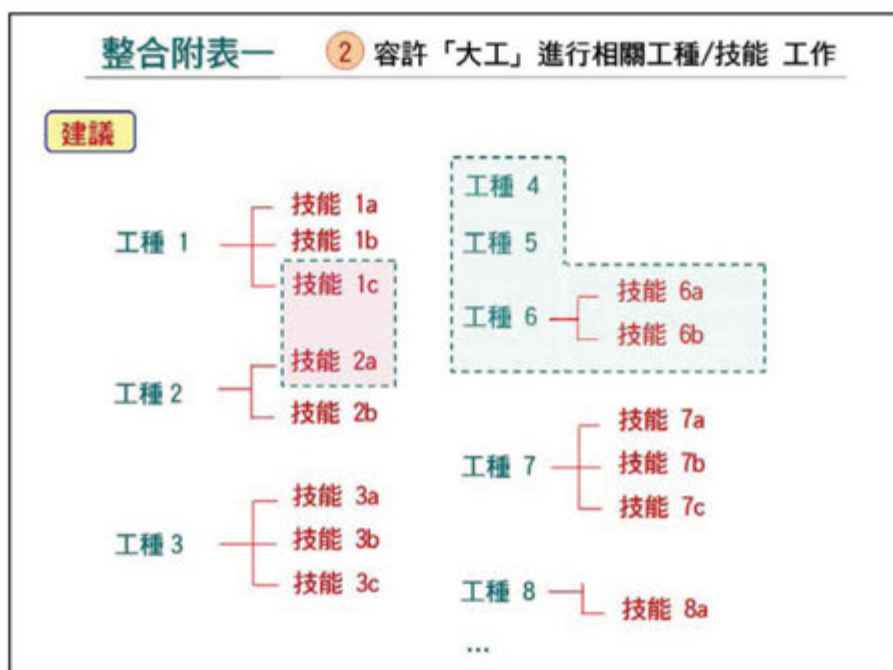 整合附表一
2 容許「大工」進行相關工種/技能 工作
建議
工種 1
技能 1a
技能 1b
技能 1c
工種 2
技能 2a
技能 2b
工種 3
技能 3a
技能 3b
技能 3c
工種 4
工種 5
工種 6
技能 6a
技能 6b
工種 7
技能 7a
技能 7b
技能 7c
工種 8
技能 8a
...